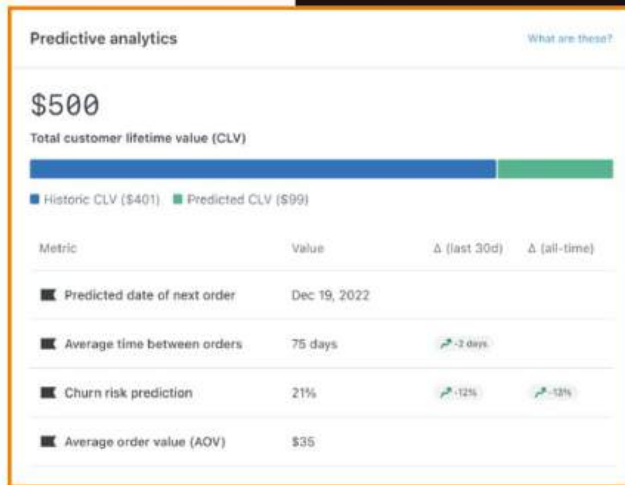 Predictive analytics What are these?
$500
Total customer lifetime value (CLV)
Historic CLV ($401) Predicted CLV ($99)
Metric Value Δ (last 30d) Δ (all-time)
Predicted date of next order Dec 19, 2022
Average time between orders 75 days -2 days
Churn risk prediction 21% -12% -13%
Average order value (AOV) $35